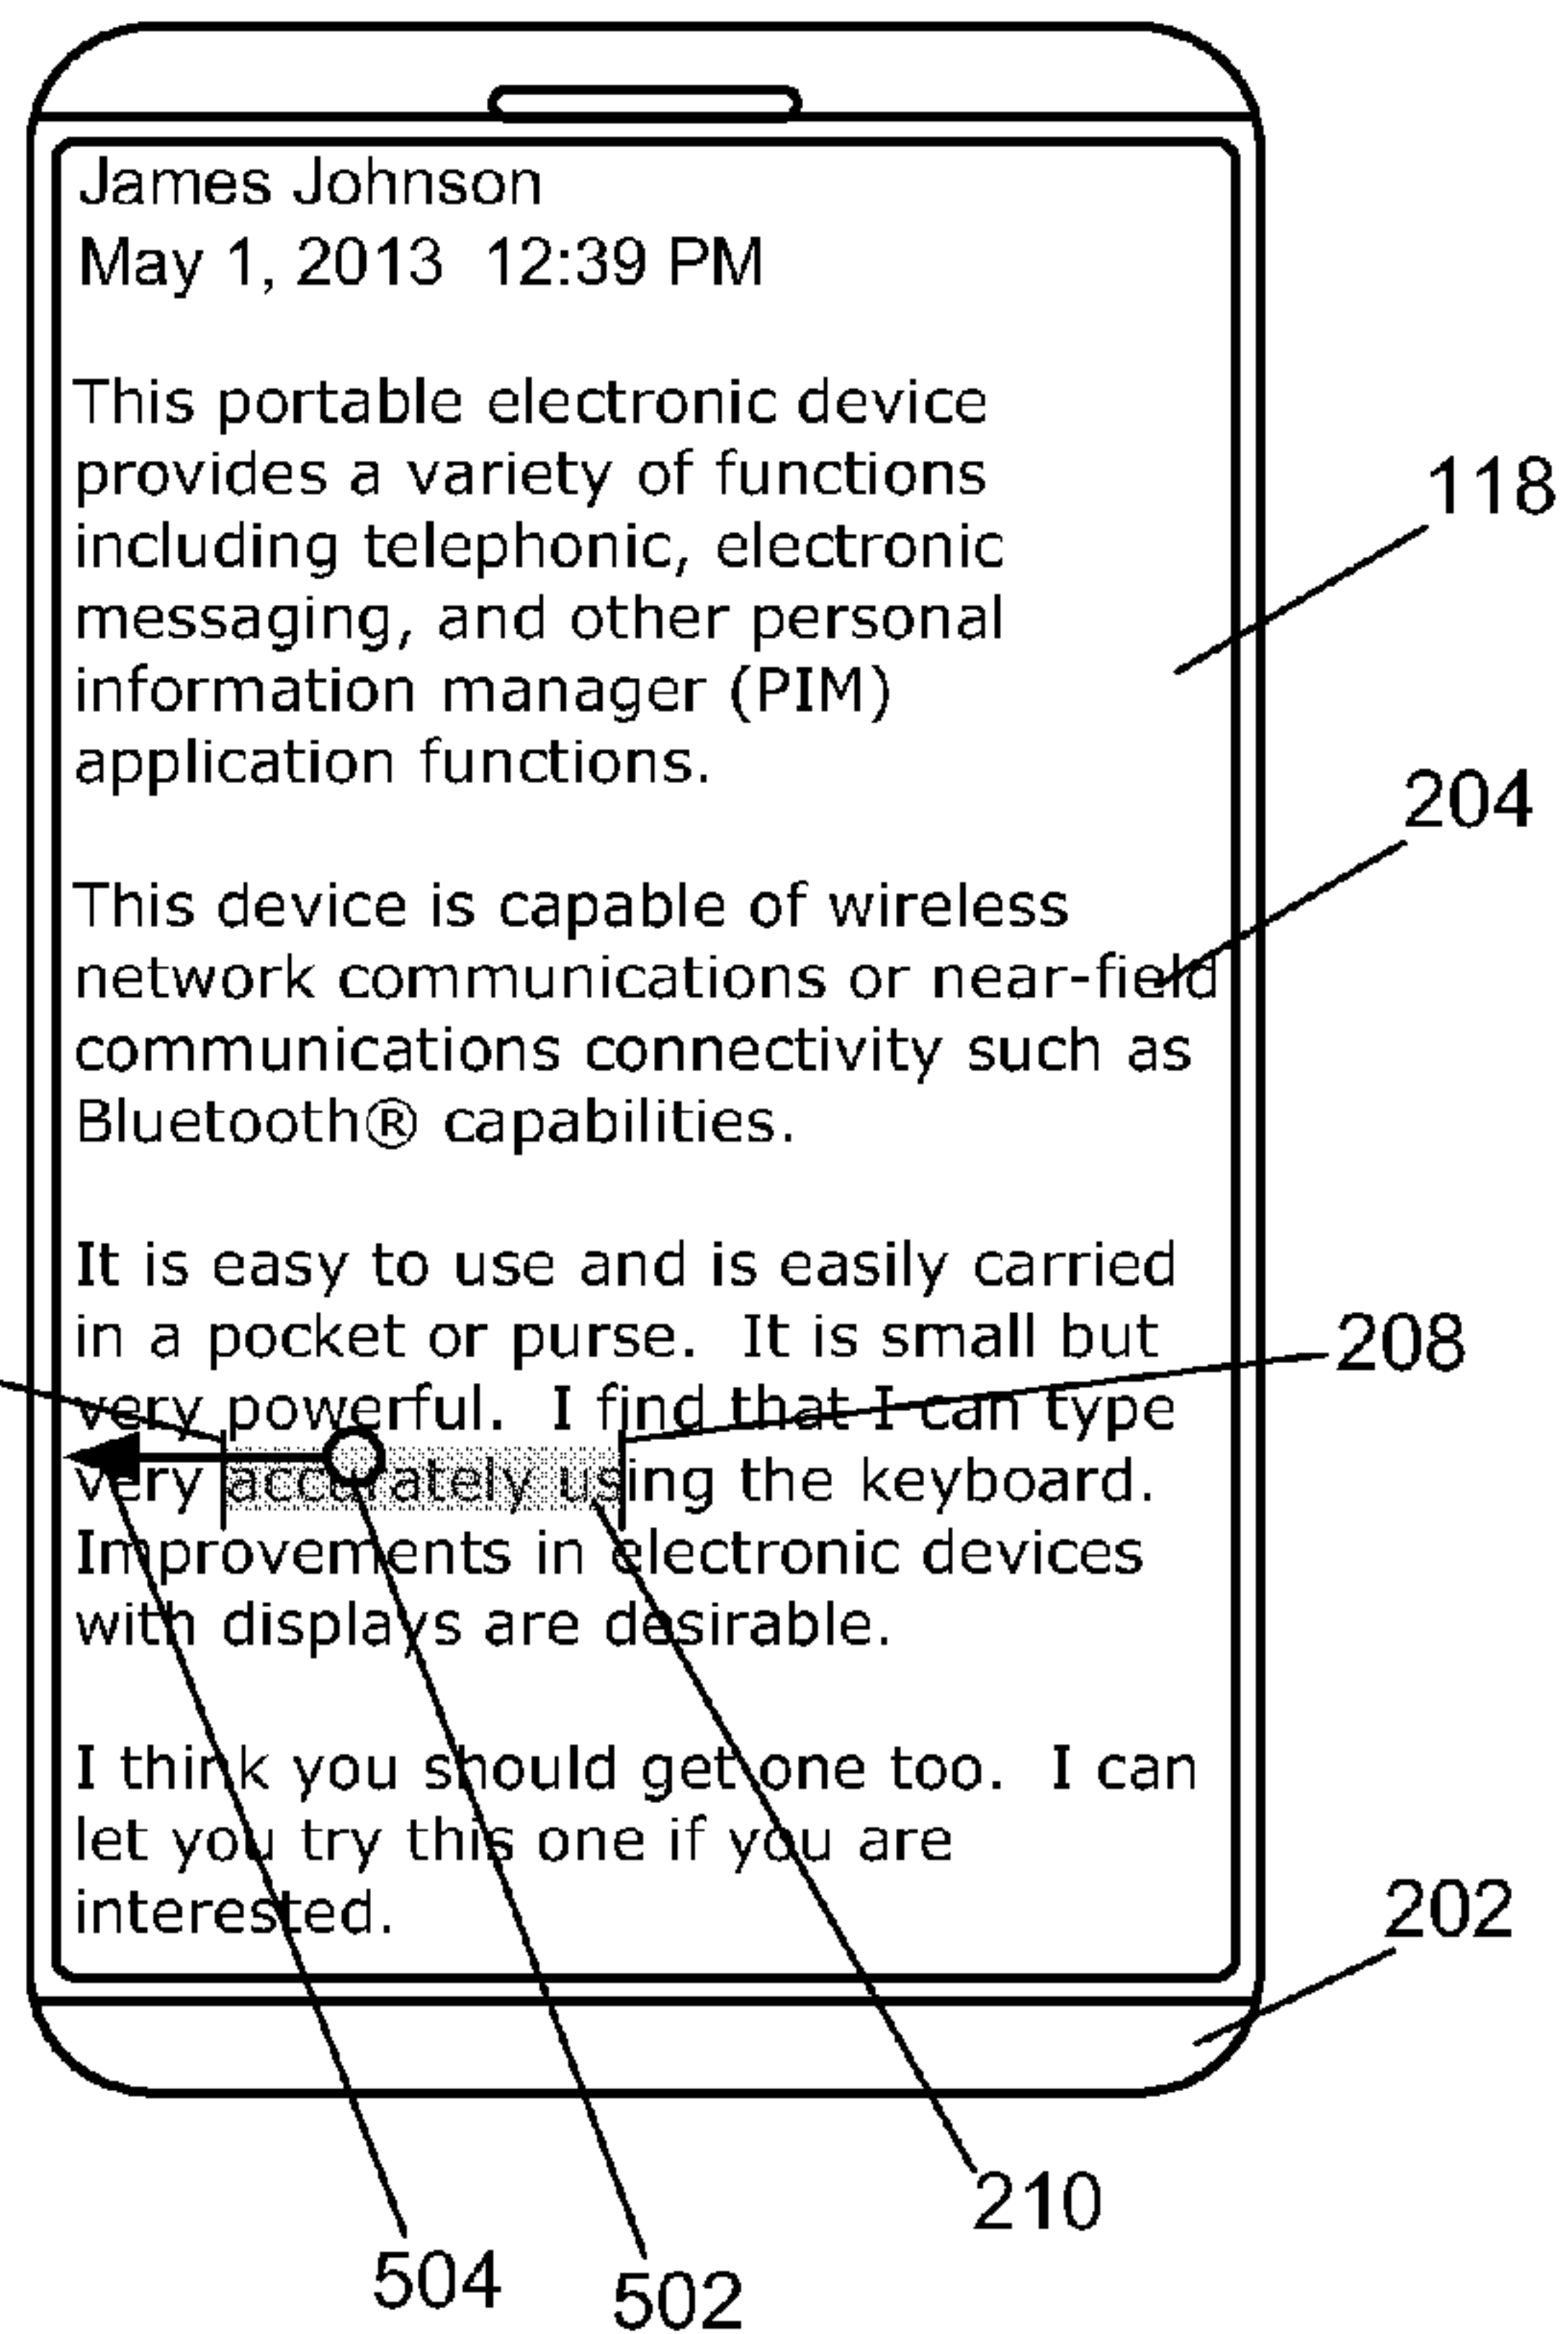 James Johnson
May 1, 2013  12:39 PM
This portable electronic device
provides a variety of functions
including telephonic, electronic
messaging, and other personal
information manager (PIM)
application functions.
118
204
This device is capable of wireless
network communications or near-field
communications connectivity such as
Bluetooth® capabilities.
It is easy to use and is easily carried
in a pocket or purse.  It is small but
208
very powerful.  I find that I can type
very accurately using the keyboard.
Improvements in electronic devices
with displays are desirable.
I think you should get one too.  I can
let you try this one if you are
interested.
202
210
504
502